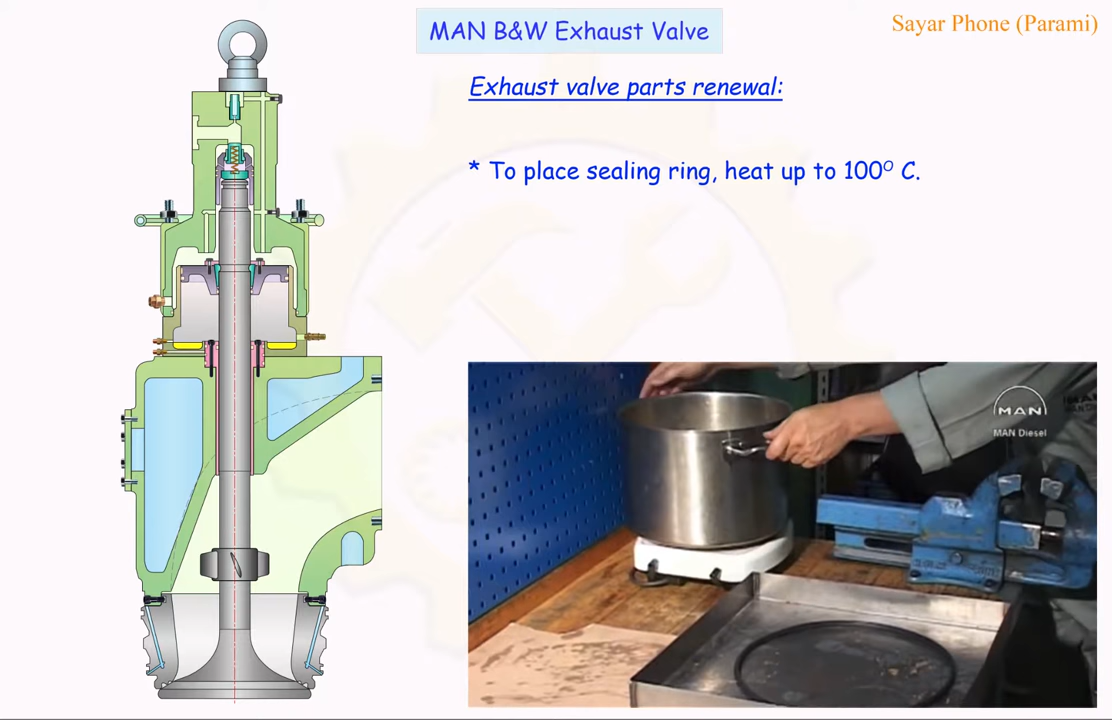 MAN B&W Exhaust Valve
Sayar Phone (Parami)
Exhaust valve parts renewal:
* To place sealing ring, heat up to 100⁰ C.
MAN
MAN Diesel